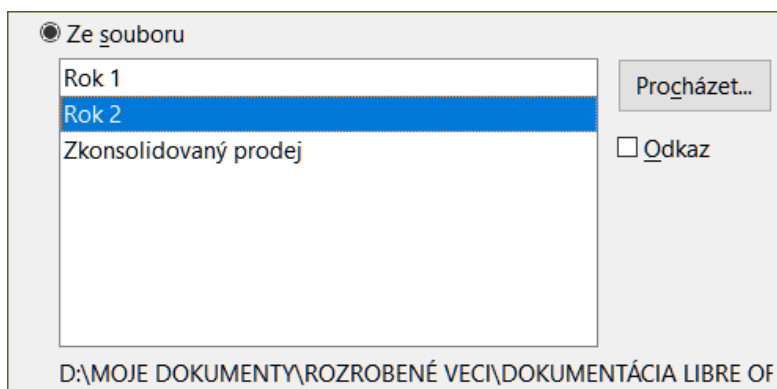 Ze souboru
Rok 1
Procházet...
Rok 2
Zkonsolidovaný prodej
Odkaz
D:\MOJE DOKUMENTY\ROZROBENÉ VECI\DOKUMENTÁCIA LIBRE OF